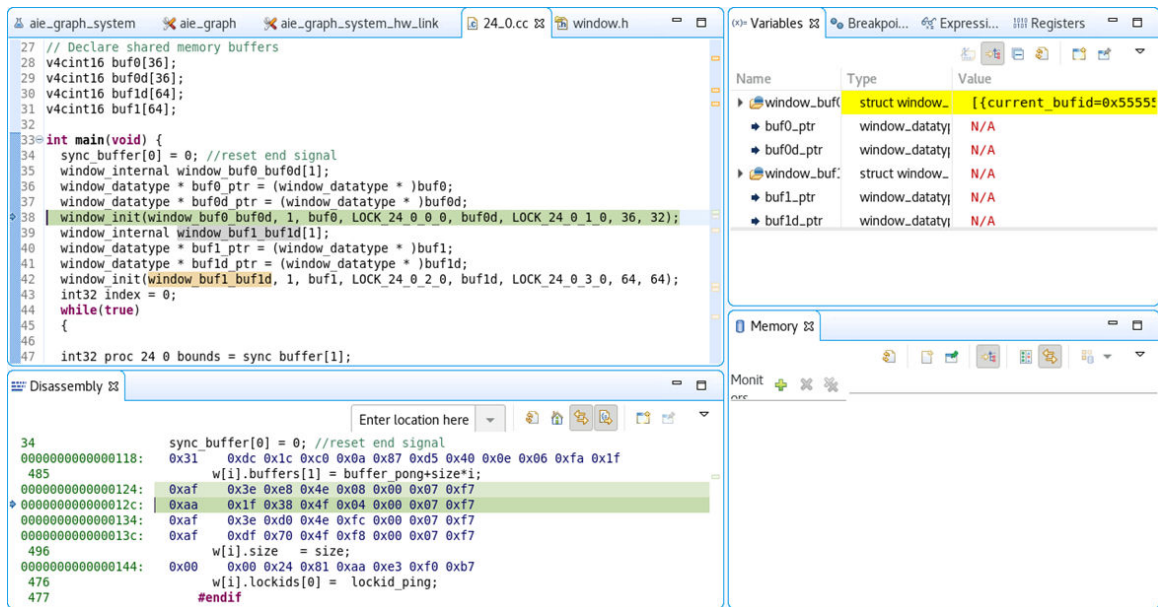 aie_graph_system
aie_graph
aie_graph_system_hw_link
24_0.cc
window.h
27 // Declare shared memory buffers
28 v4cint16 buf0[36];
29 v4cint16 buf0d[36];
30 v4cint16 buf1d[64];
31 v4cint16 buf1[64];
32
33 int main(void) {
34 sync_buffer[0] = 0; //reset end signal
35 window_internal window_buf0_buf0d[1];
36 window_datatype * buf0_ptr = (window_datatype * )buf0;
37 window_datatype * buf0d_ptr = (window_datatype * )buf0d;
38 window_init(window_buf0_buf0d, 1, buf0, LOCK_24_0_0_0, buf0d, LOCK_24_0_1_0, 36, 32);
39 window_internal window_buf1_buf1d[1];
40 window_datatype * buf1_ptr = (window_datatype * )buf1;
41 window_datatype * buf1d_ptr = (window_datatype * )buf1d;
42 window_init(window_buf1_buf1d, 1, buf1, LOCK_24_0_2_0, buf1d, LOCK_24_0_3_0, 64, 64);
43 int32 index = 0;
44 while(true)
45 {
46
47 int32 proc_24_0_bounds = sync_buffer[1];
(x)= Variables
Breakpoi...
Expressi...
Registers
Name Type Value
window_buf( struct window_ [{current_bufid=0x55555
buf0_ptr window_dataty N/A
buf0d_ptr window_dataty N/A
window_buf: struct window_ N/A
buf1_ptr window_dataty N/A
buf1d_ptr window_dataty N/A
Disassembly
Enter location here
34 sync_buffer[0] = 0; //reset end signal
0000000000000118: 0x31 0xdc 0x1c 0xc0 0x0a 0x87 0xd5 0x40 0x0e 0x06 0xfa 0x1f
485 w[i].buffers[1] = buffer_pong+size*i;
0000000000000124: 0xaf 0x3e 0xe8 0x4e 0x08 0x00 0x07 0xf7
000000000000012c: 0xaa 0x1f 0x38 0x4f 0x04 0x00 0x07 0xf7
0000000000000134: 0xaf 0x3e 0xd0 0x4e 0xfc 0x00 0x07 0xf7
000000000000013c: 0xaf 0xdf 0x70 0x4f 0xf8 0x00 0x07 0xf7
496 w[i].size = size;
0000000000000144: 0x00 0x00 0x24 0x81 0xaa 0xe3 0xf0 0xb7
476 w[i].lockids[0] = lockid_ping;
477 #endif
Memory
Monit
ors